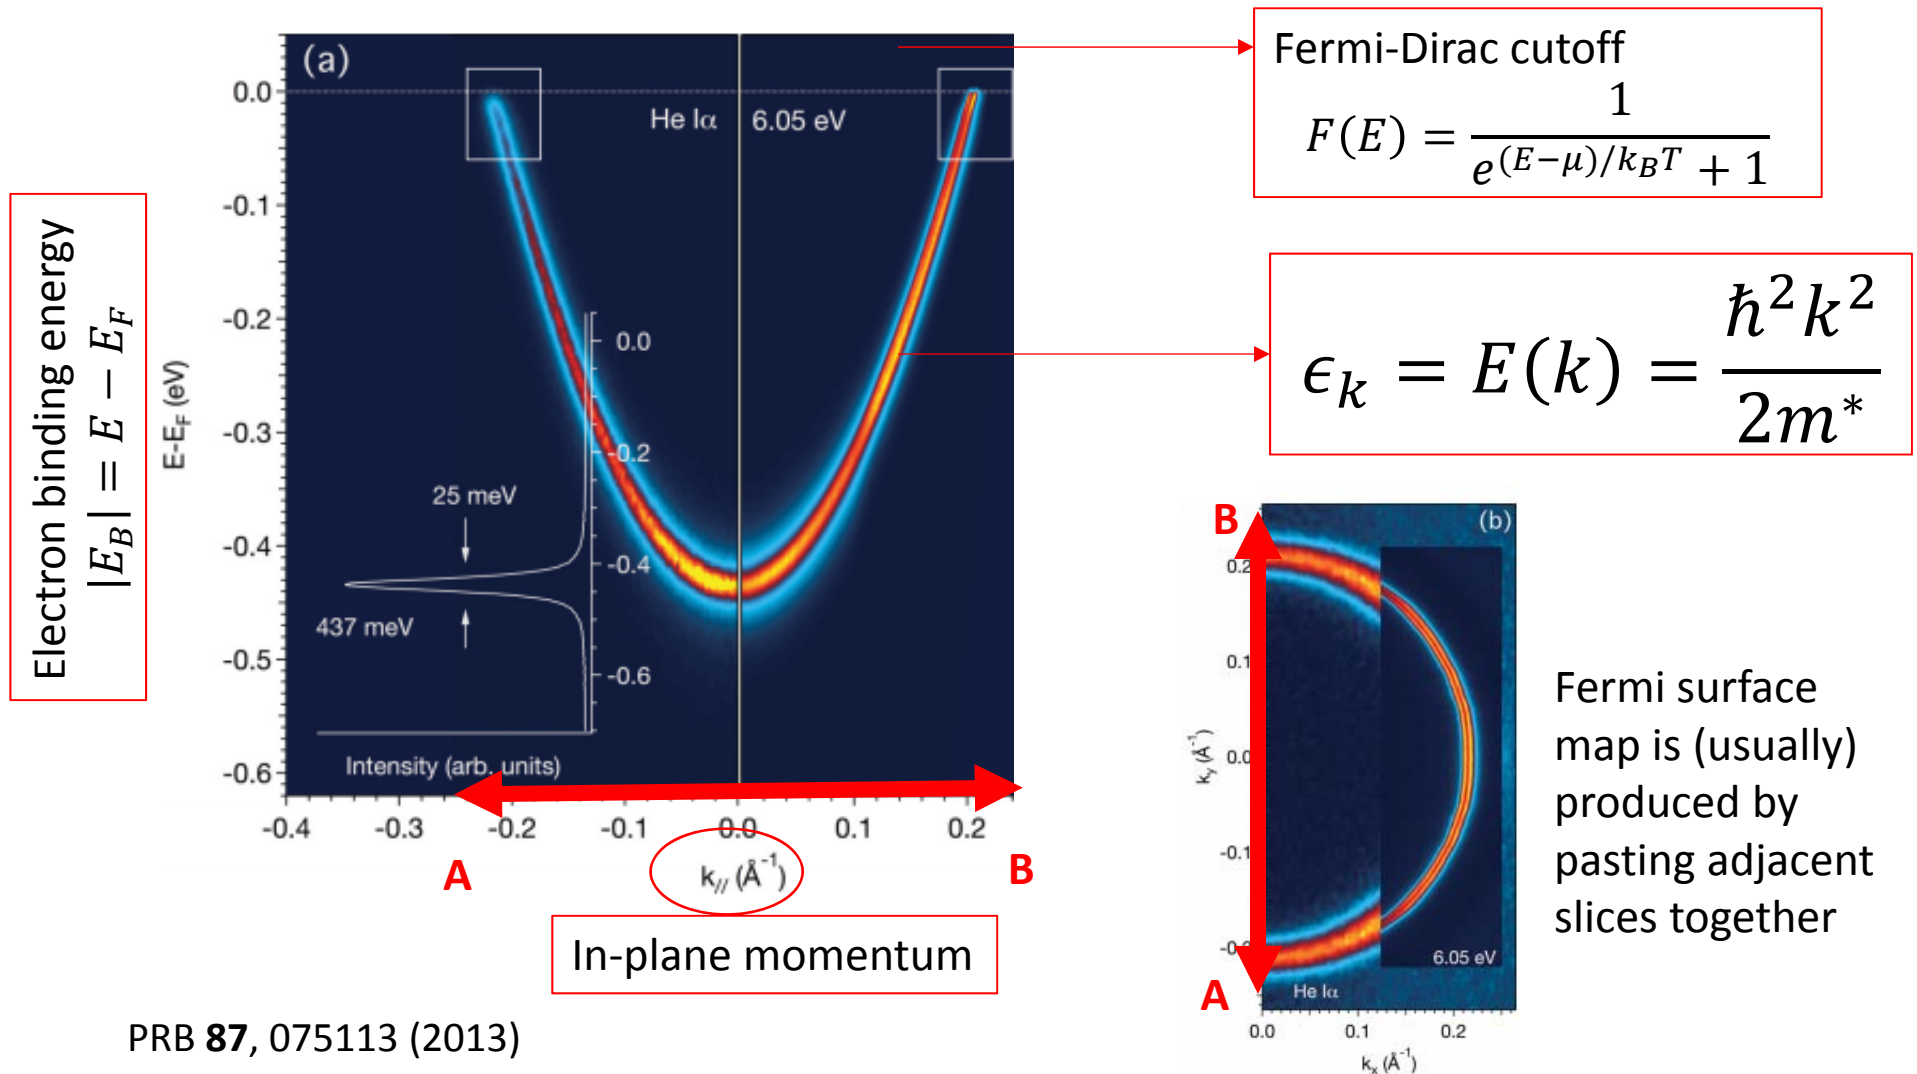 Fermi-Dirac cutoff
F(E) = 1 / (e^{(E−μ)/k_BT} + 1)
ϵ_k = E(k) = ℏ²k² / 2m*
Electron binding energy
|E_B| = E − E_F
E-E_F (eV)
(a)
He Iα
6.05 eV
0.0
-0.1
-0.2
-0.3
-0.4
-0.5
-0.6
0.0
-0.2
-0.4
-0.6
25 meV
437 meV
Intensity (arb. units)
-0.4 -0.3 -0.2 -0.1 0.0 0.1 0.2
A
B
k_// (Å⁻¹)
In-plane momentum
B
(b)
0.2
0.1
0.0
-0.1
k_y (Å⁻¹)
6.05 eV
A
He Iα
0.0 0.1 0.2
k_x (Å⁻¹)
Fermi surface
map is (usually)
produced by
pasting adjacent
slices together
PRB 87, 075113 (2013)